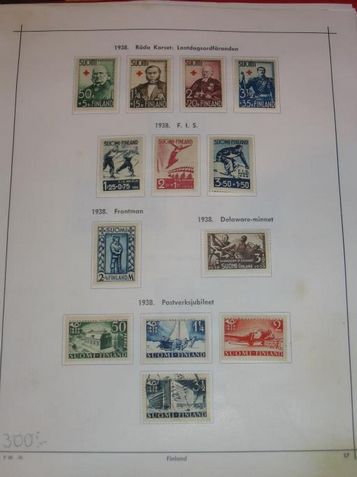 1938. Röda Korset: Lantdagsordföranden
SUOMI SUOMI SUOMI SUOMI
50 1¼ 2 3½
+5 FINLAND +15 FINLAND +20 FINLAND +35 FINLAND
1938. F. I. S.
SUOMI-FINLAND SUOMI-FINLAND SUOMI-FINLAND
1·25+0·75 2+1 3·50+1·50
1938. Frontman
1938. Delaware-minnet
SUOMI
2 FINLAND M
3
SUOMI FINLAND
1938. Postverksjubileet
50 1¼ 2
SUOMI-FINLAND SUOMI-FINLAND SUOMI-FINLAND
3½
SUOMI-FINLAND
300:-
Finland
17